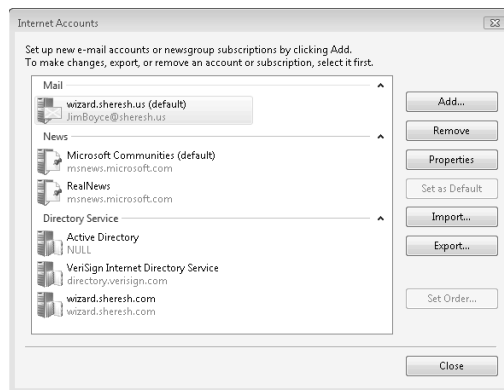 Internet Accounts
Set up new e-mail accounts or newsgroup subscriptions by clicking Add.
To make changes, export, or remove an account or subscription, select it first.
Mail
wizard.sheresh.us (default)
JimBoyce@sheresh.us
News
Microsoft Communities (default)
msnews.microsoft.com
RealNews
msnews.microsoft.com
Directory Service
Active Directory
NULL
VeriSign Internet Directory Service
directory.verisign.com
wizard.sheresh.com
wizard.sheresh.com
Add...
Remove
Properties
Set as Default
Import...
Export...
Set Order...
Close